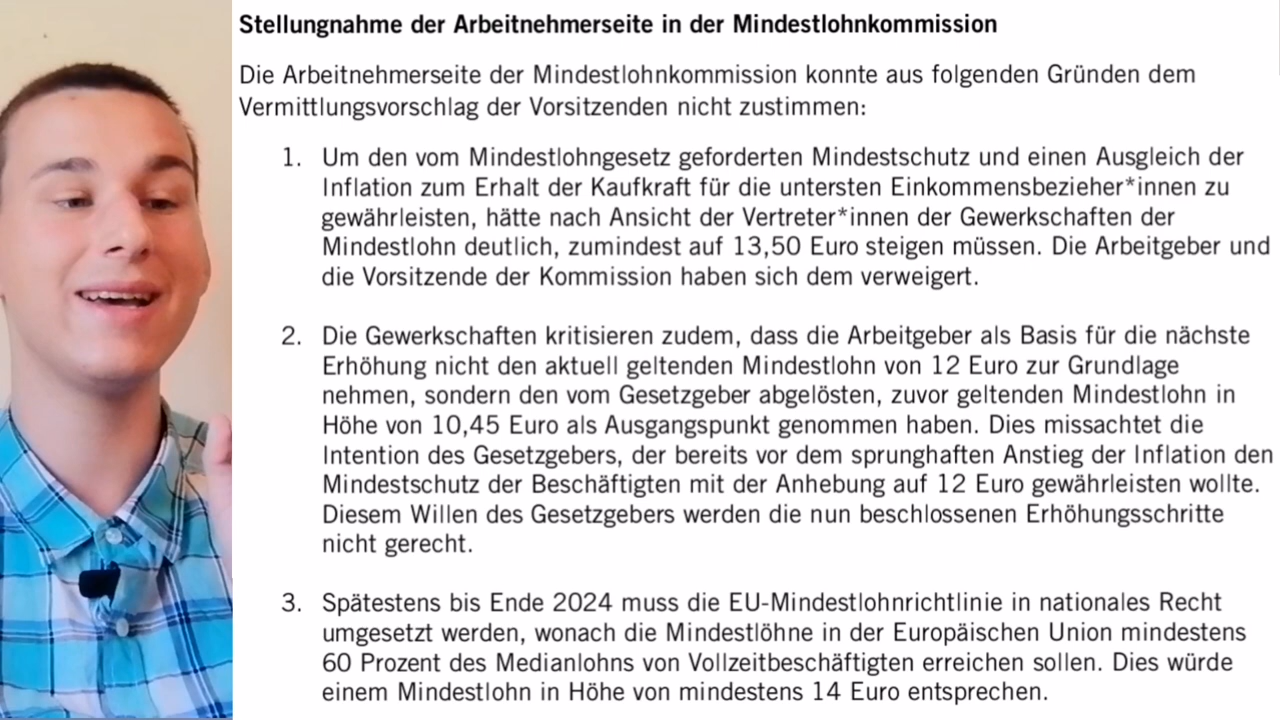 Stellungnahme der Arbeitnehmerseite in der Mindestlohnkommission
Die Arbeitnehmerseite der Mindestlohnkommission konnte aus folgenden Gründen dem
Vermittlungsvorschlag der Vorsitzenden nicht zustimmen:
1. Um den vom Mindestlohngesetz geforderten Mindestschutz und einen Ausgleich der
Inflation zum Erhalt der Kaufkraft für die untersten Einkommensbezieher*innen zu
gewährleisten, hätte nach Ansicht der Vertreter*innen der Gewerkschaften der
Mindestlohn deutlich, zumindest auf 13,50 Euro steigen müssen. Die Arbeitgeber und
die Vorsitzende der Kommission haben sich dem verweigert.
2. Die Gewerkschaften kritisieren zudem, dass die Arbeitgeber als Basis für die nächste
Erhöhung nicht den aktuell geltenden Mindestlohn von 12 Euro zur Grundlage
nehmen, sondern den vom Gesetzgeber abgelösten, zuvor geltenden Mindestlohn in
Höhe von 10,45 Euro als Ausgangspunkt genommen haben. Dies missachtet die
Intention des Gesetzgebers, der bereits vor dem sprunghaften Anstieg der Inflation den
Mindestschutz der Beschäftigten mit der Anhebung auf 12 Euro gewährleisten wollte.
Diesem Willen des Gesetzgebers werden die nun beschlossenen Erhöhungsschritte
nicht gerecht.
3. Spätestens bis Ende 2024 muss die EU-Mindestlohnrichtlinie in nationales Recht
umgesetzt werden, wonach die Mindestlöhne in der Europäischen Union mindestens
60 Prozent des Medianlohns von Vollzeitbeschäftigten erreichen sollen. Dies würde
einem Mindestlohn in Höhe von mindestens 14 Euro entsprechen.